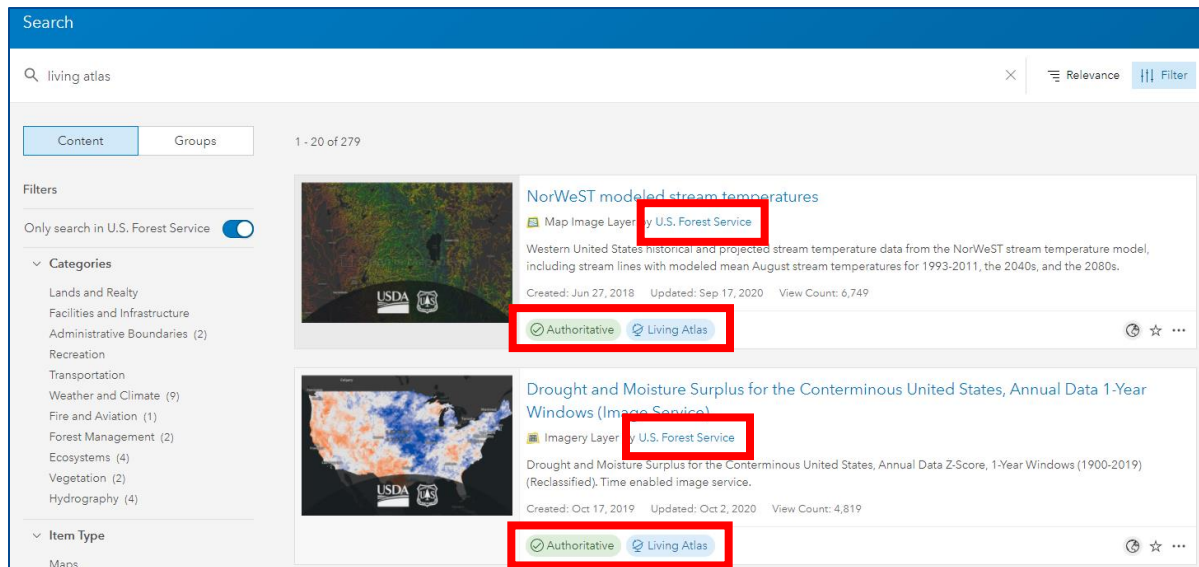 Search
living atlas
Relevance
Filter
Content
Groups
1 - 20 of 279
Filters
Only search in U.S. Forest Service
Categories
Lands and Realty
Facilities and Infrastructure
Administrative Boundaries (2)
Recreation
Transportation
Weather and Climate (9)
Fire and Aviation (1)
Forest Management (2)
Ecosystems (4)
Vegetation (2)
Hydrography (4)
Item Type
Maps
USDA
UAS
NorWeST modeled stream temperatures
Map Image Layer by U.S. Forest Service
Western United States historical and projected stream temperature data from the NorWeST stream temperature model,
including stream lines with modeled mean August stream temperatures for 1993-2011, the 2040s, and the 2080s.
Created: Jun 27, 2018 Updated: Sep 17, 2020 View Count: 6,749
Authoritative Living Atlas
USDA
UAS
Drought and Moisture Surplus for the Conterminous United States, Annual Data 1-Year
Windows (Image Service)
Imagery Layer by U.S. Forest Service
Drought and Moisture Surplus for the Conterminous United States, Annual Data Z-Score, 1-Year Windows (1900-2019)
(Reclassified). Time enabled image service.
Created: Oct 17, 2019 Updated: Oct 2, 2020 View Count: 4,819
Authoritative Living Atlas